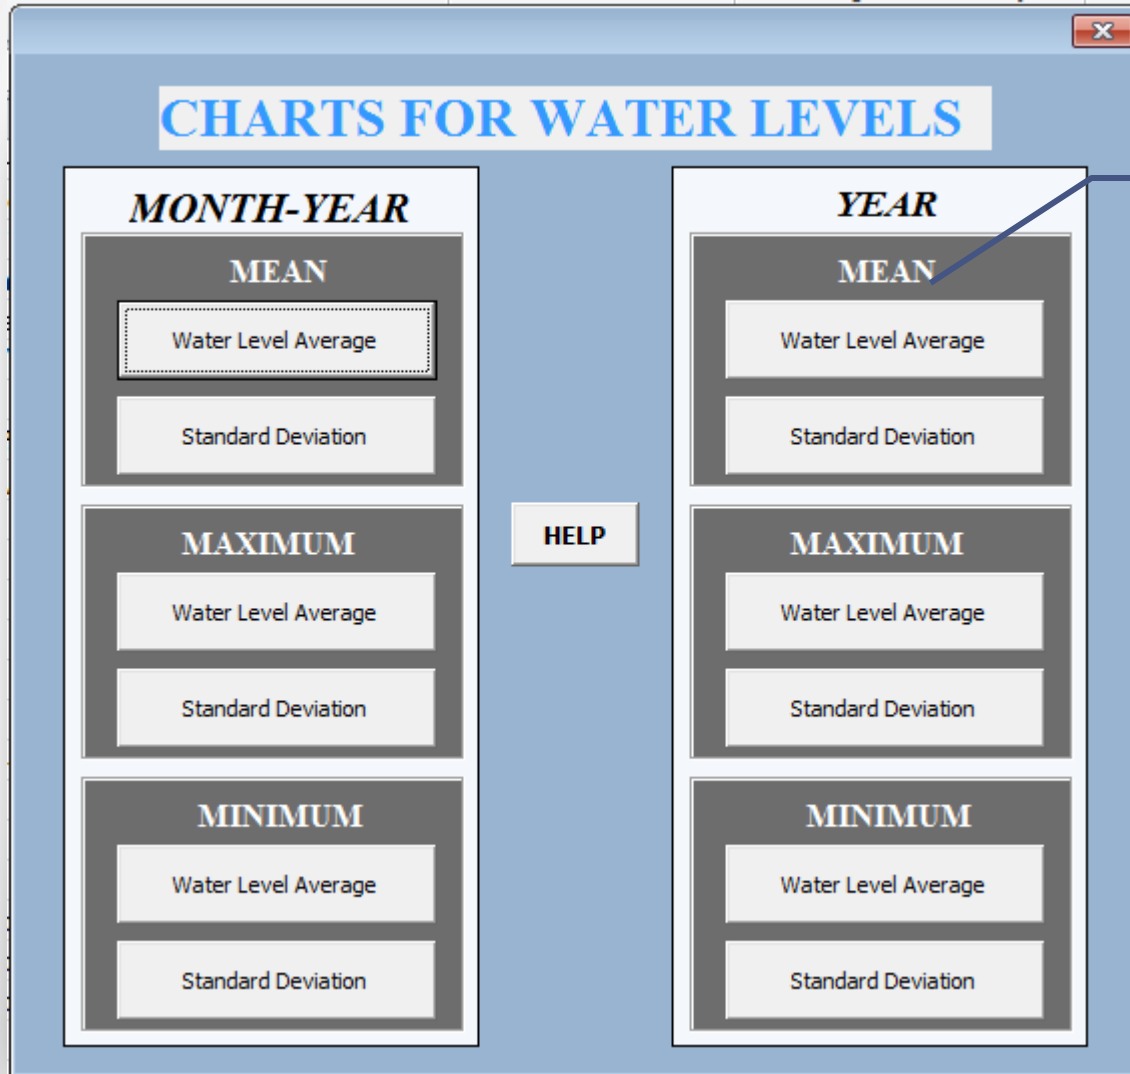 CHARTS FOR WATER LEVELS
MONTH-YEAR
MEAN
Water Level Average
Standard Deviation
MAXIMUM
Water Level Average
Standard Deviation
MINIMUM
Water Level Average
Standard Deviation
HELP
YEAR
MEAN
Water Level Average
Standard Deviation
MAXIMUM
Water Level Average
Standard Deviation
MINIMUM
Water Level Average
Standard Deviation